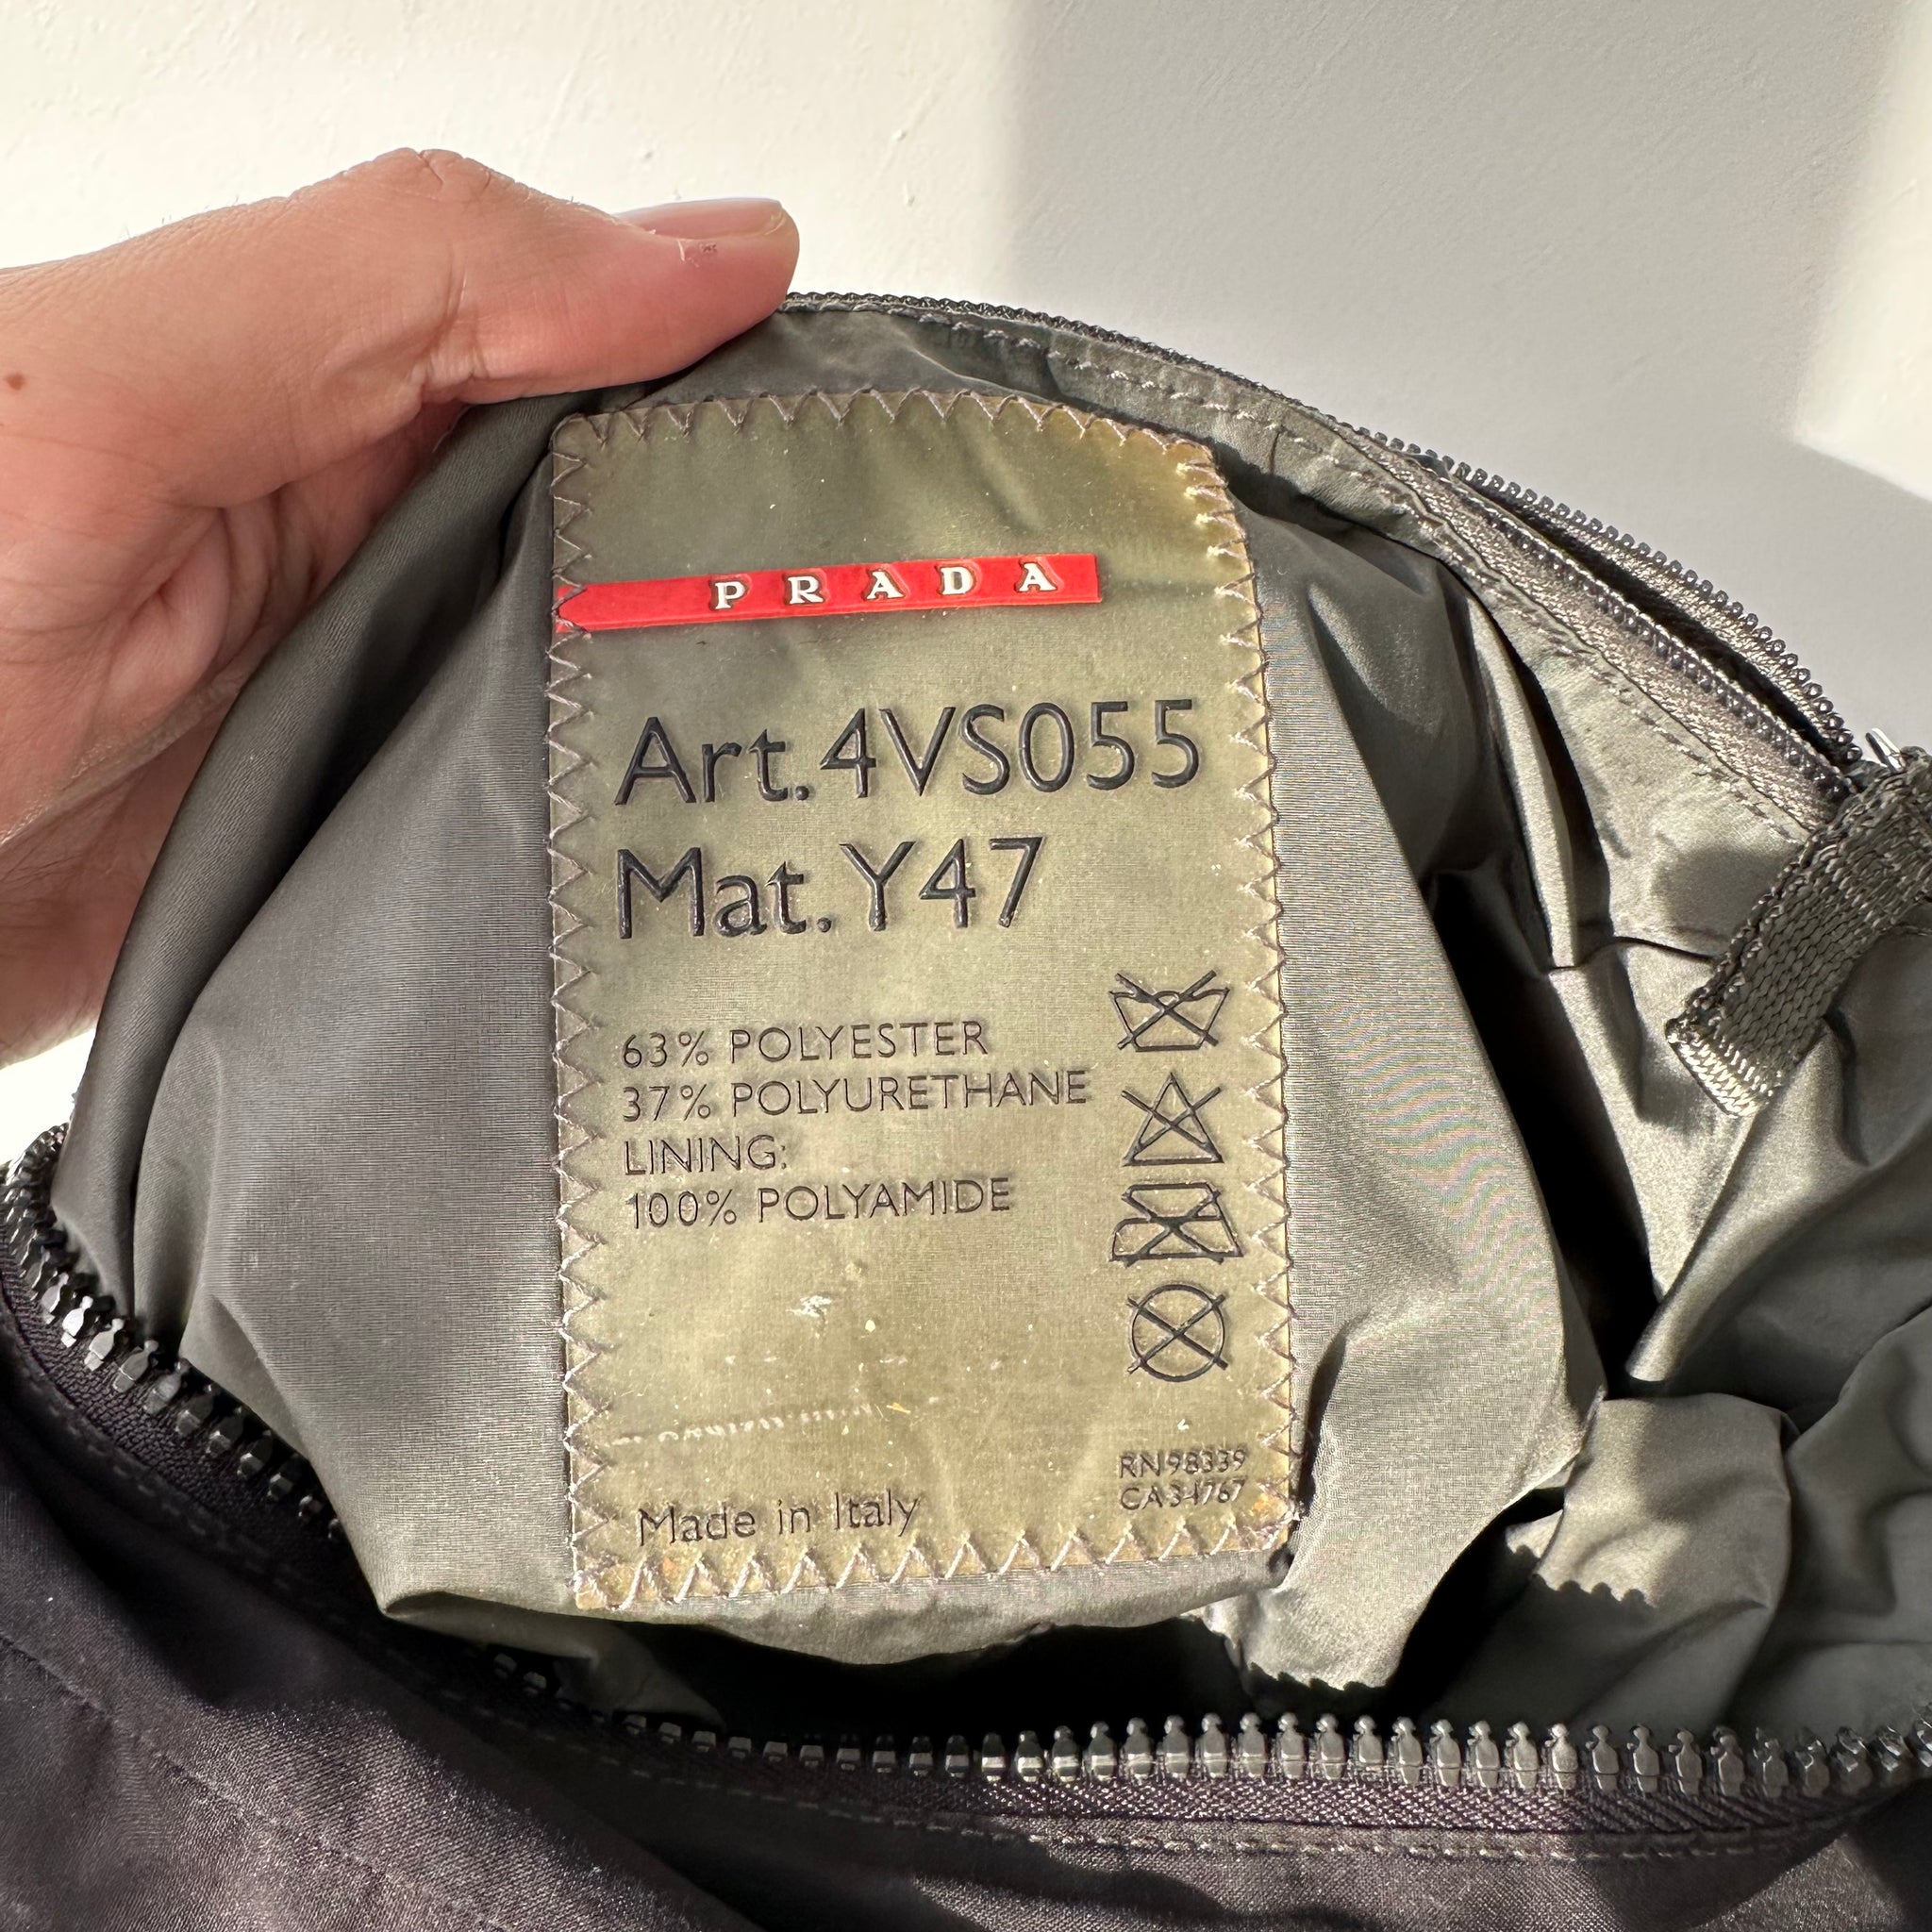 PRADA
Art. 4VS055
Mat. Y47
63% POLYESTER
37% POLYURETHANE
LINING:
100% POLYAMIDE
Made in Italy
RN98339
CA34767